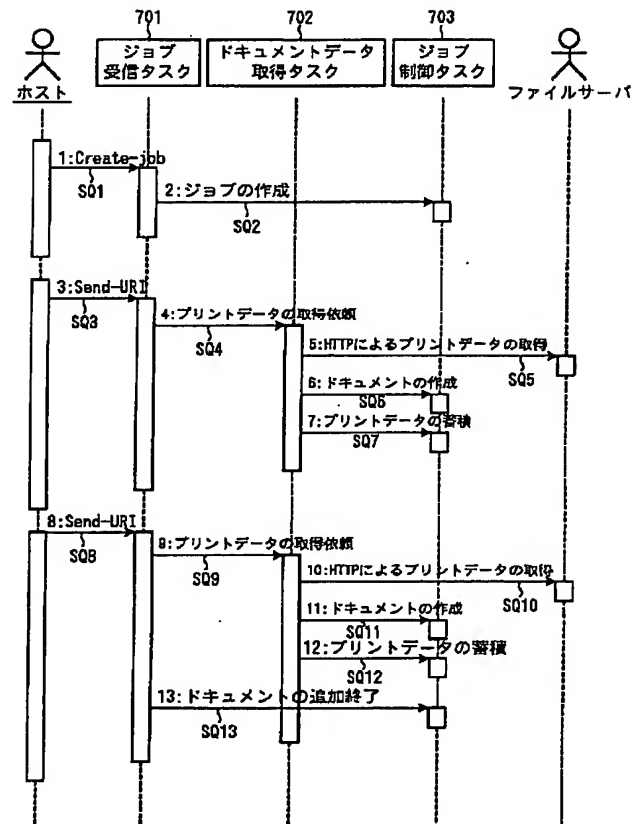 701
702
703
ジョブ
受信タスク
ドキュメントデータ
取得タスク
ジョブ
制御タスク
ホスト
ファイルサーバ
1:Create-job
SQ1
2:ジョブの作成
SQ2
3:Send-URI
SQ3
4:プリントデータの取得依頼
SQ4
5:HTTPによるプリントデータの取得
SQ5
6:ドキュメントの作成
SQ6
7:プリントデータの蓄積
SQ7
8:Send-URI
SQ8
9:プリントデータの取得依頼
SQ9
10:HTTPによるプリントデータの取得
SQ10
11:ドキュメントの作成
SQ11
12:プリントデータの蓄積
SQ12
13:ドキュメントの追加終了
SQ13